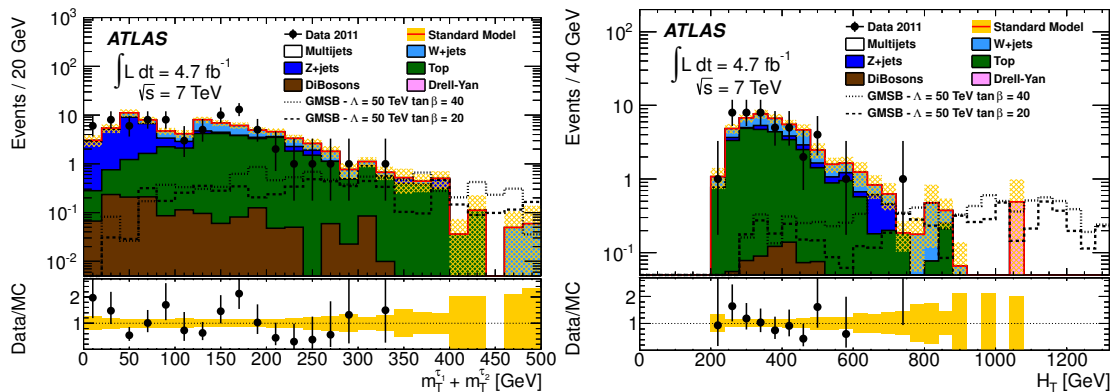 Events / 20 GeV
10³
10²
10
1
10⁻¹
10⁻²
ATLAS
∫L dt = 4.7 fb⁻¹
√s = 7 TeV
Data 2011
Standard Model
Multijets
W+jets
Z+jets
Top
DiBosons
Drell-Yan
GMSB - Λ = 50 TeV tan β = 40
GMSB - Λ = 50 TeV tan β = 20
Data/MC
2
1
0 50 100 150 200 250 300 350 400 450 500
m_T^τ₁ + m_T^τ₂ [GeV]
Events / 40 GeV
10³
10²
10
1
10⁻¹
ATLAS
∫L dt = 4.7 fb⁻¹
√s = 7 TeV
Data 2011
Standard Model
Multijets
W+jets
Z+jets
Top
DiBosons
Drell-Yan
GMSB - Λ = 50 TeV tan β = 40
GMSB - Λ = 50 TeV tan β = 20
Data/MC
2
1
0 200 400 600 800 1000 1200
H_T [GeV]